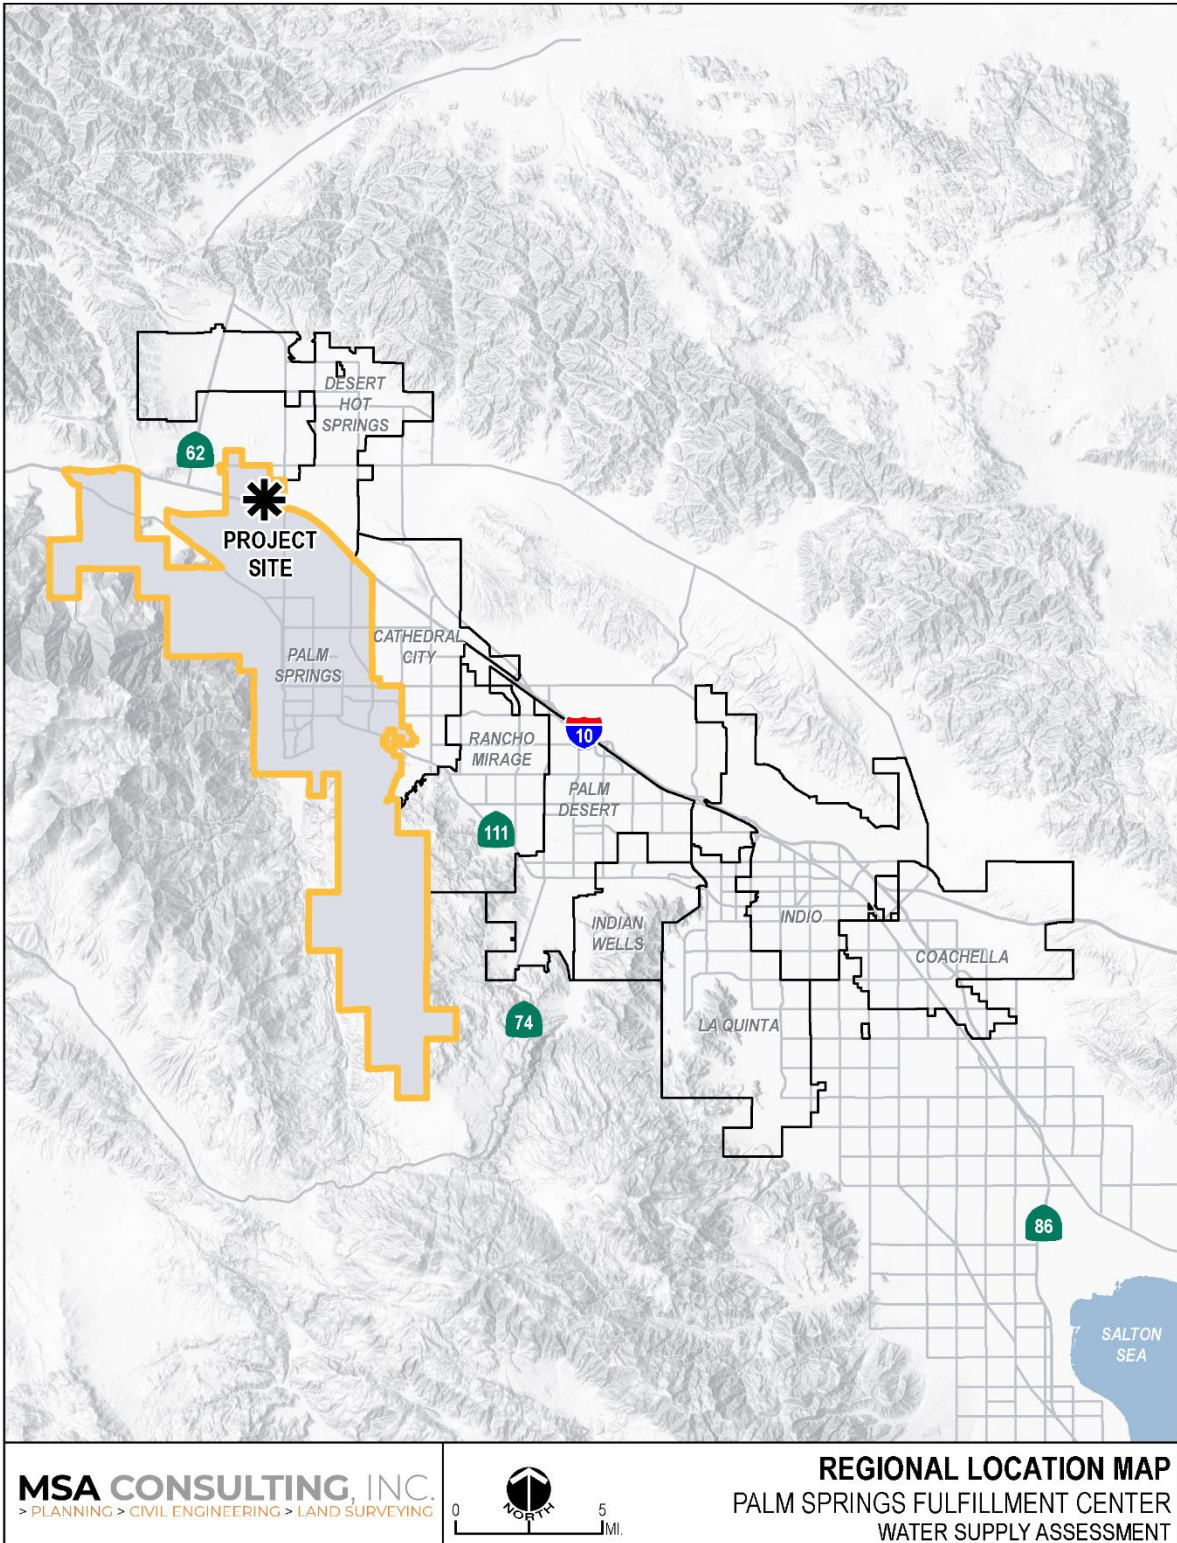 DESERT
HOT
SPRINGS
62
PROJECT
SITE
CATHEDRAL
CITY
PALM
SPRINGS
10
RANCHO
MIRAGE
PALM
DESERT
111
INDIAN
WELLS
INDIO
COACHELLA
74
LA QUINTA
86
SALTON
SEA
MSA CONSULTING, INC.
> PLANNING > CIVIL ENGINEERING > LAND SURVEYING
NORTH
0 5
MI.
REGIONAL LOCATION MAP
PALM SPRINGS FULFILLMENT CENTER
WATER SUPPLY ASSESSMENT